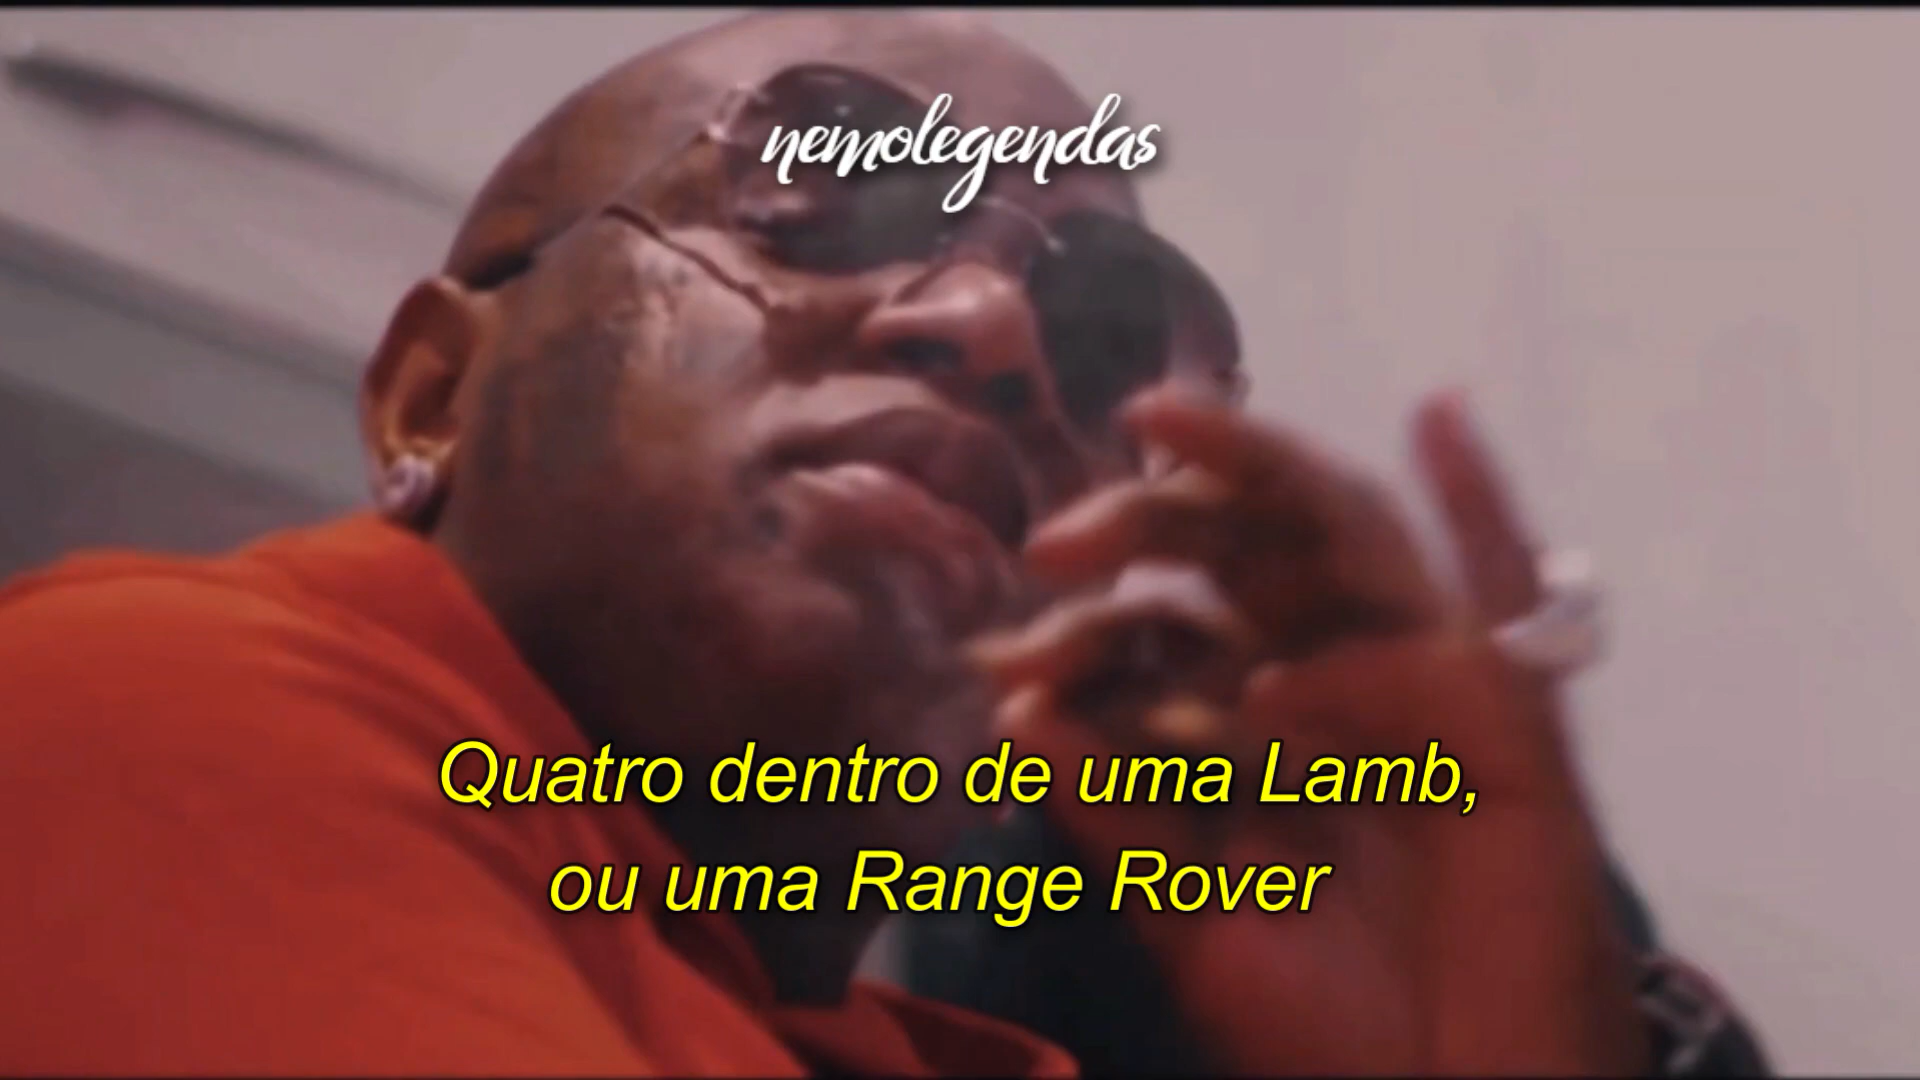 nemolegendas
Quatro dentro de uma Lamb,
ou uma Range Rover